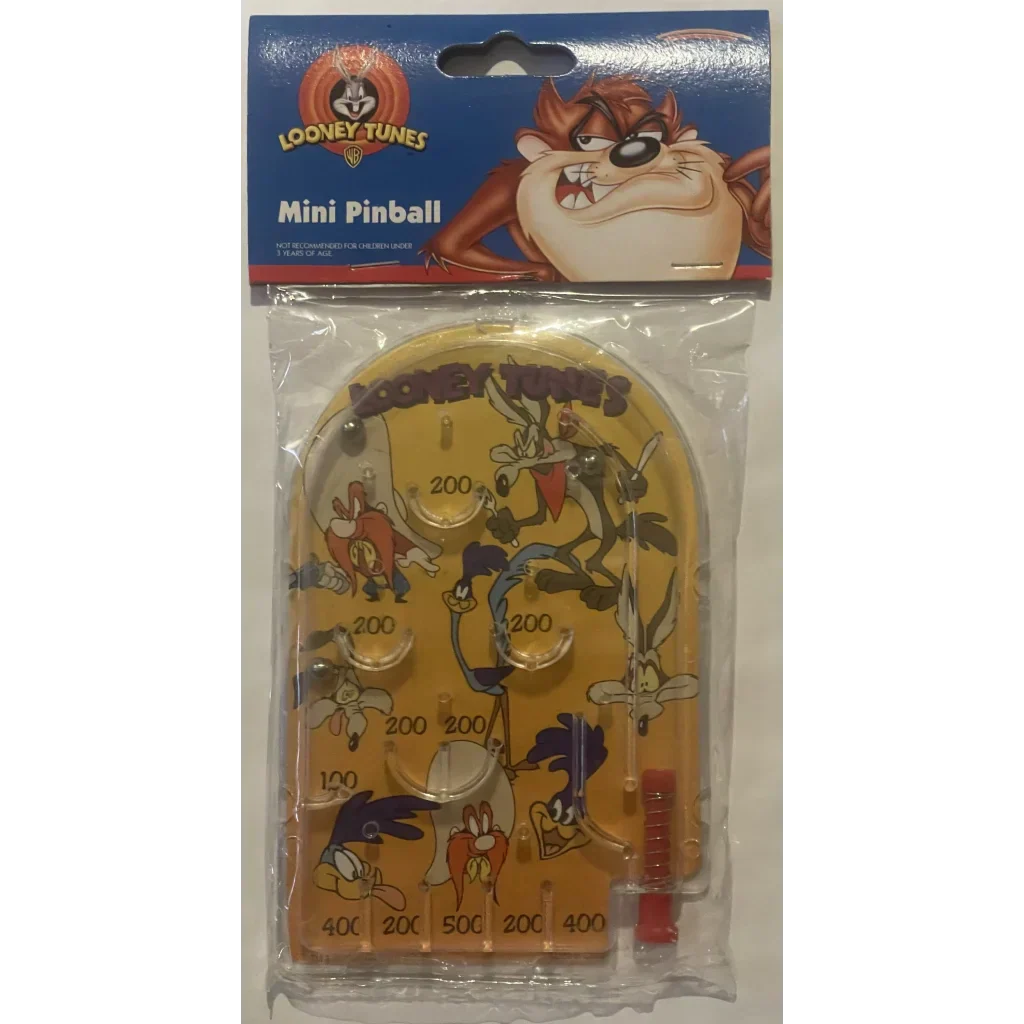 LOONEY TUNES
WB
Mini Pinball
NOT RECOMMENDED FOR CHILDREN UNDER
3 YEARS OF AGE.
LOONEY TUNES
200
200
200
200 200
100
400 200 500 200 400